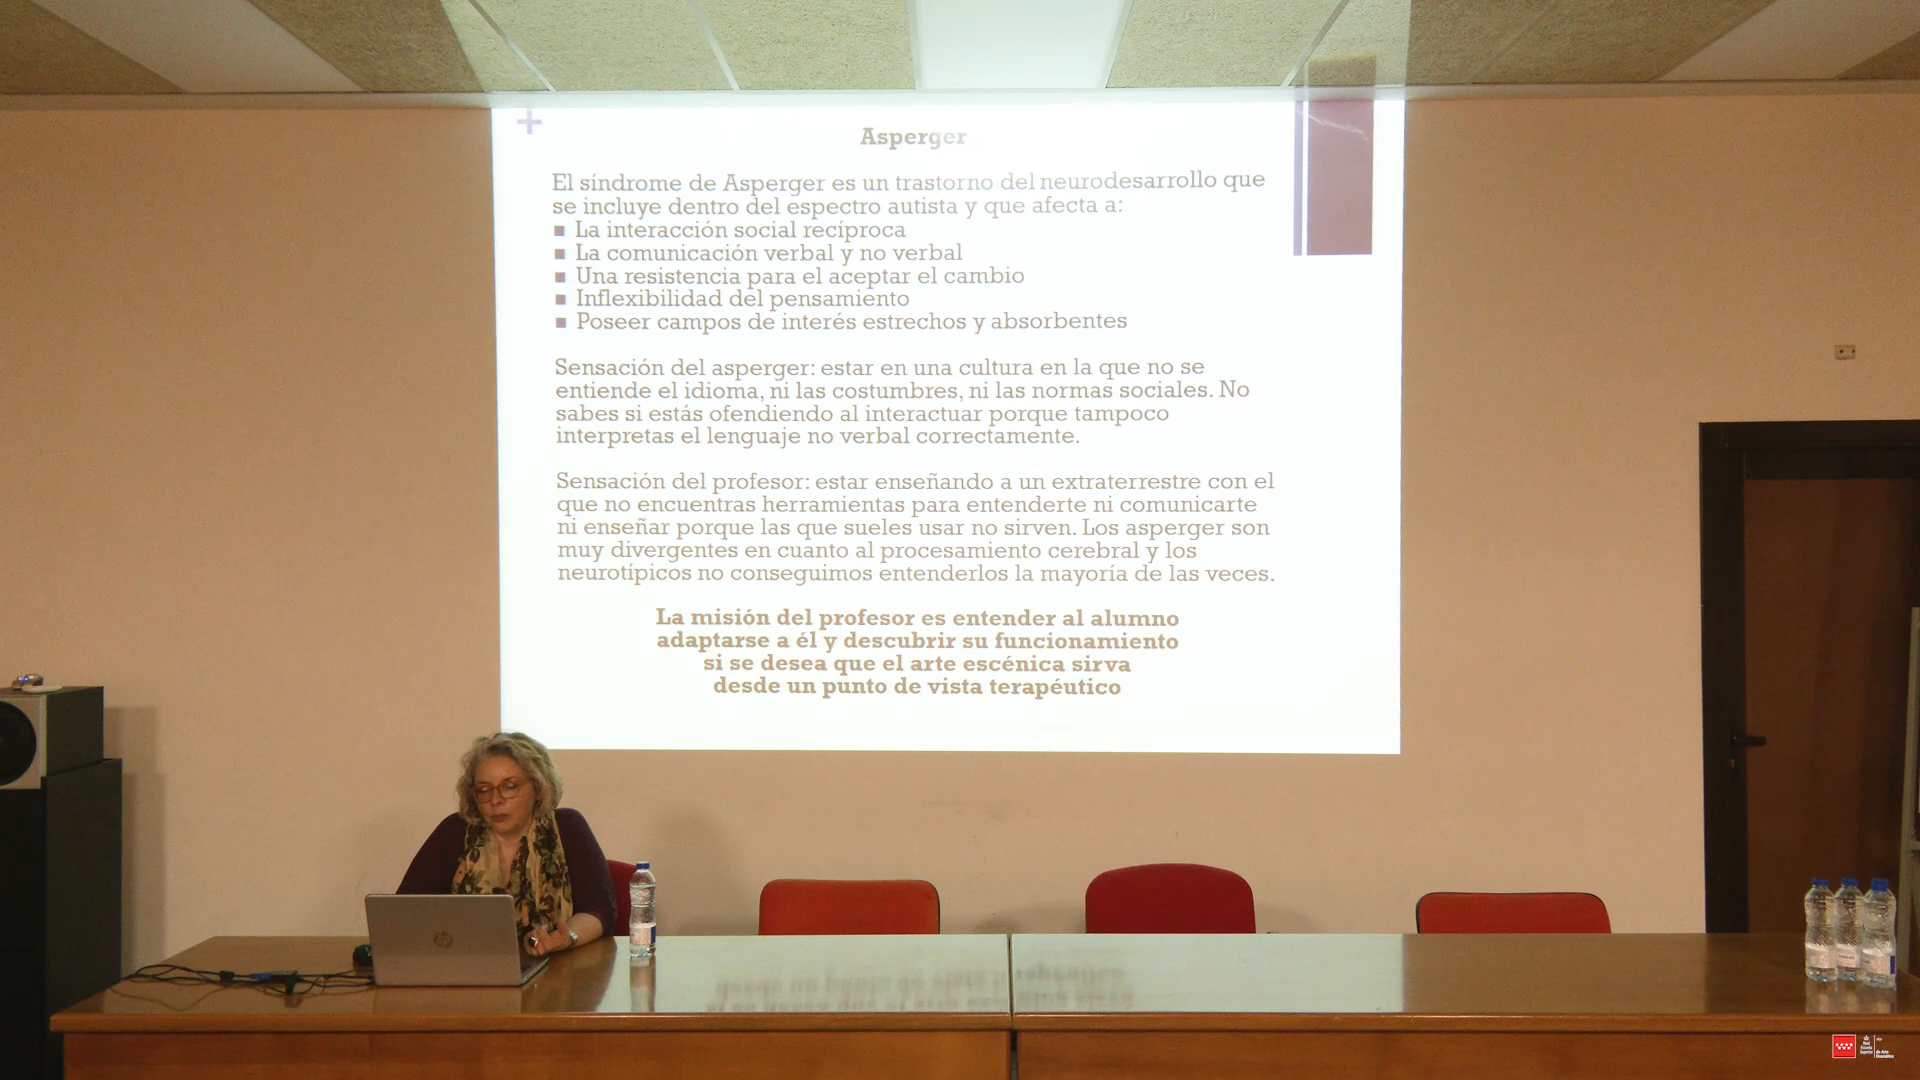 +
Asperger
El síndrome de Asperger es un trastorno del neurodesarrollo que
se incluye dentro del espectro autista y que afecta a:
La interacción social recíproca
La comunicación verbal y no verbal
Una resistencia para el aceptar el cambio
Inflexibilidad del pensamiento
Poseer campos de interés estrechos y absorbentes
Sensación del asperger: estar en una cultura en la que no se
entiende el idioma, ni las costumbres, ni las normas sociales. No
sabes si estás ofendiendo al interactuar porque tampoco
interpretas el lenguaje no verbal correctamente.
Sensación del profesor: estar enseñando a un extraterrestre con el
que no encuentras herramientas para entenderte ni comunicarte
ni enseñar porque las que sueles usar no sirven. Los asperger son
muy divergentes en cuanto al procesamiento cerebral y los
neurotípicos no conseguimos entenderlos la mayoría de las veces.
La misión del profesor es entender al alumno
adaptarse a él y descubrir su funcionamiento
si se desea que el arte escénica sirva
desde un punto de vista terapéutico
hp
Real
Escuela
Superior
de Arte
Dramático